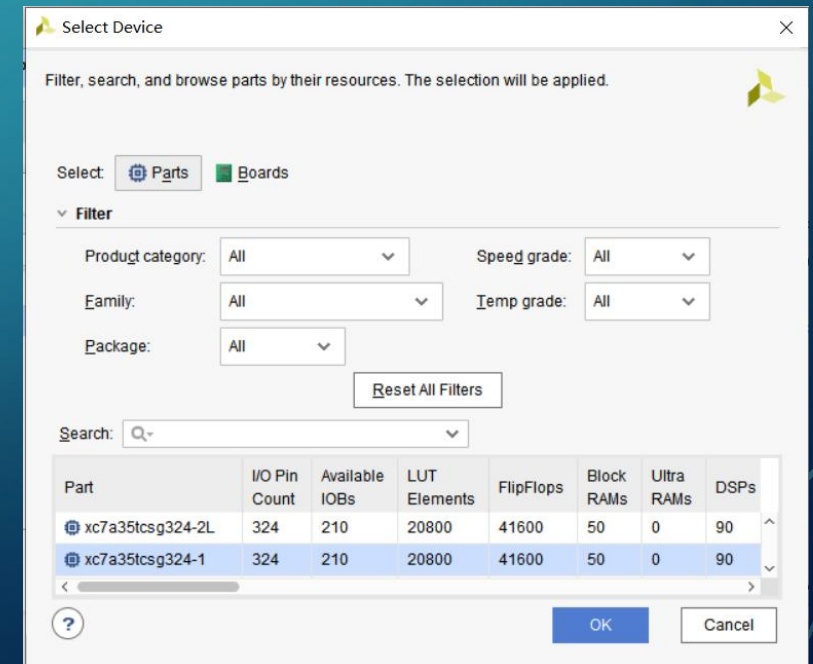 Select Device
Filter, search, and browse parts by their resources. The selection will be applied.
Select: Parts Boards
Filter
Product category: All Speed grade: All
Family: All Temp grade: All
Package: All
Reset All Filters
Search:
Part I/O Pin Count Available IOBs LUT Elements FlipFlops Block RAMs Ultra RAMs DSPs
xc7a35tcsg324-2L 324 210 20800 41600 50 0 90
xc7a35tcsg324-1 324 210 20800 41600 50 0 90
? OK Cancel